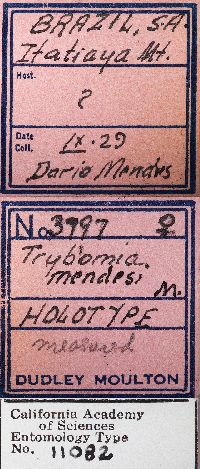 BRAZIL, S.A.
Itatiaya Mt.
Host.
?
Date
Coll. IX. 29
Dario Mendes
No. 3997 ♀
Trybomia
mendesi
M.
HOLOTYPE
measured
DUDLEY MOULTON
California Academy
of Sciences
Entomology Type
No. 11082